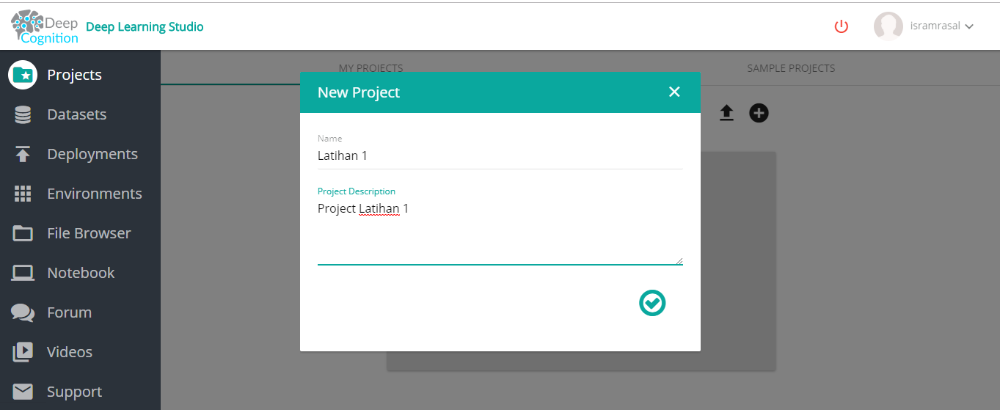 Deep
Cognition
Deep Learning Studio
isramrasal
Projects
Datasets
Deployments
Environments
File Browser
Notebook
Forum
Videos
Support
MY PROJECTS
SAMPLE PROJECTS
New Project
Name
Latihan 1
Project Description
Project Latihan 1